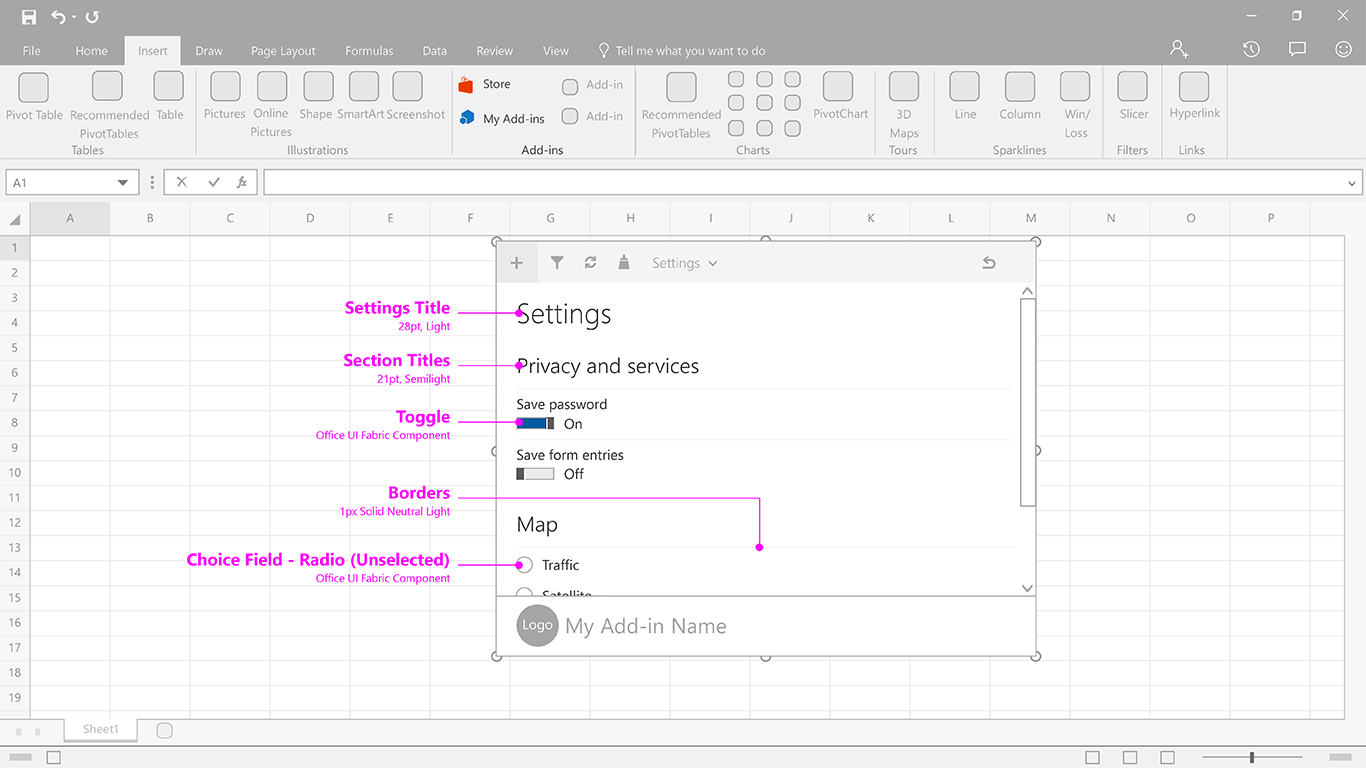 File Home Insert Draw Page Layout Formulas Data Review View Tell me what you want to do
Pivot Table
Recommended
PivotTables
Table
Tables
Pictures
Online
Pictures
Shape
SmartArt
Screenshot
Illustrations
Store
My Add-ins
Add-in
Add-in
Add-ins
Recommended
PivotTables
Charts
PivotChart
3D
Maps
Tours
Line
Column
Win/
Loss
Sparklines
Slicer
Filters
Hyperlink
Links
A1
fx
A B C D E F G H I J K L M N O P
1
2
3
4
5
6
7
8
9
10
11
12
13
14
15
16
17
18
19
Settings
Settings Title
28pt, Light
Settings
Section Titles
21pt, Semilight
Privacy and services
Save password
Toggle
Office UI Fabric Component
On
Save form entries
Off
Borders
1px Solid Neutral Light
Map
Choice Field - Radio (Unselected)
Office UI Fabric Component
Traffic
Satellite
Logo
My Add-in Name
Sheet1